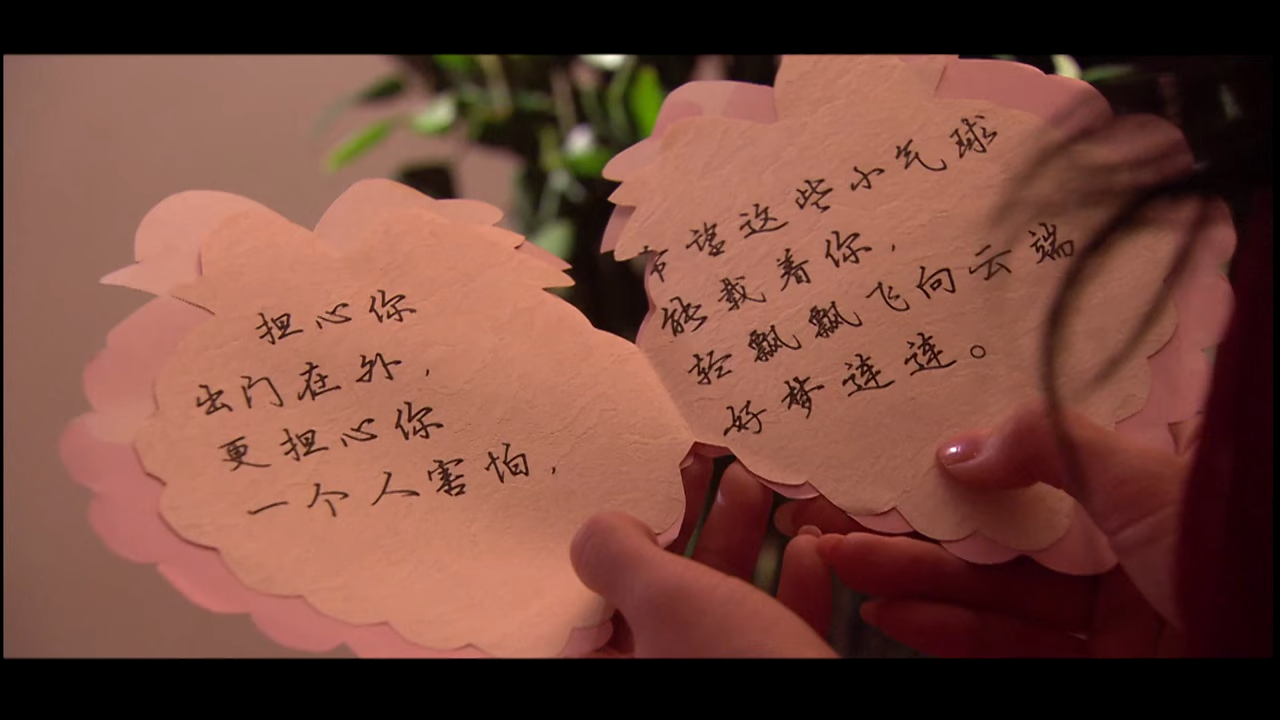 担心你
出门在外，
更担心你
一个人害怕，
希望这些小气球
能载着你，
轻飘飘飞向云端
好梦连连。